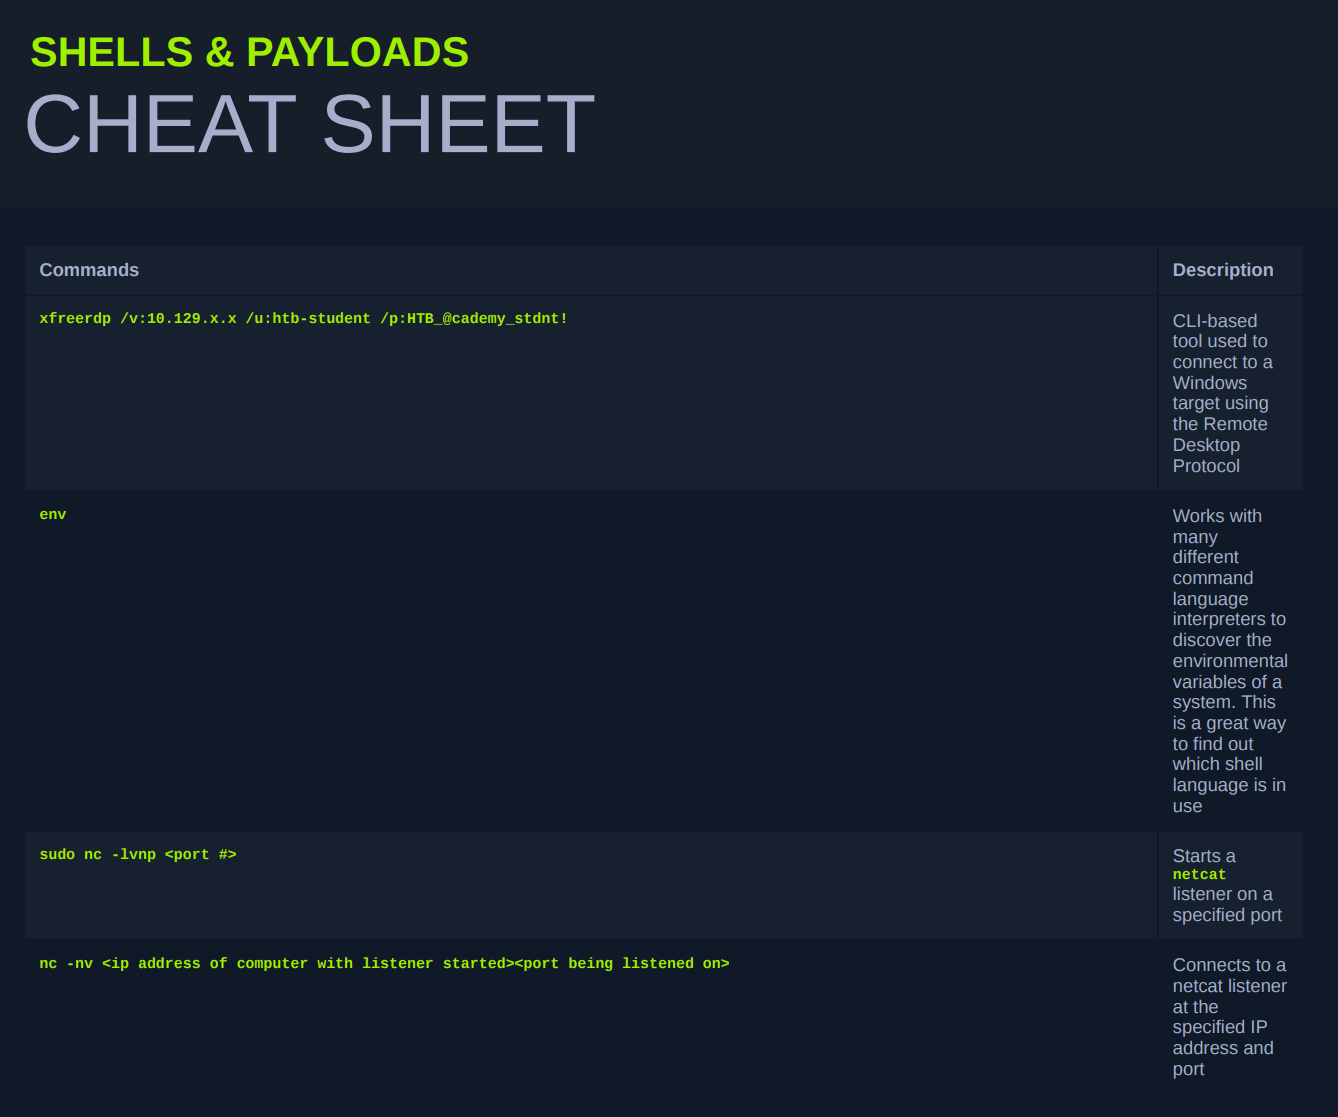 SHELLS & PAYLOADS
CHEAT SHEET
Commands
Description
xfreerdp /v:10.129.x.x /u:htb-student /p:HTB_@cademy_stdnt!
CLI-based
tool used to
connect to a
Windows
target using
the Remote
Desktop
Protocol
env
Works with
many
different
command
language
interpreters to
discover the
environmental
variables of a
system. This
is a great way
to find out
which shell
language is in
use
sudo nc -lvnp <port #>
Starts a
netcat
listener on a
specified port
nc -nv <ip address of computer with listener started><port being listened on>
Connects to a
netcat listener
at the
specified IP
address and
port